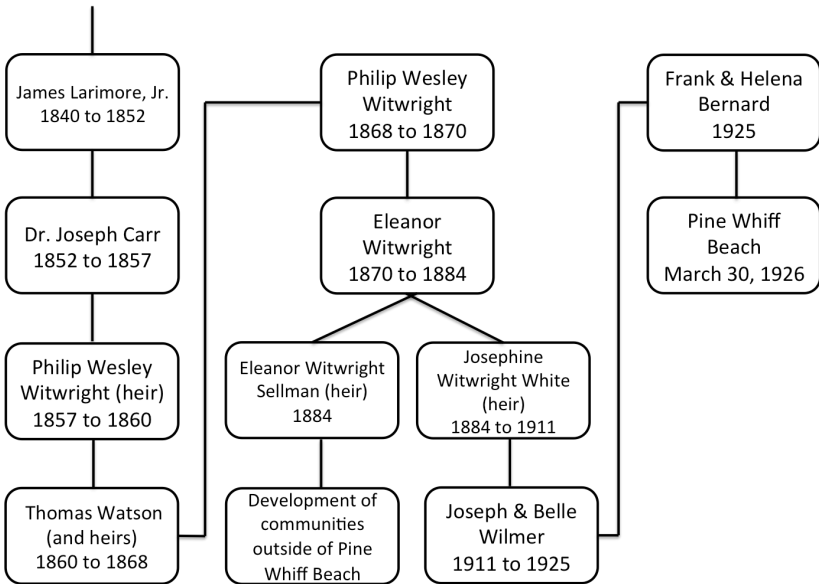 James Larimore, Jr.
1840 to 1852
Dr. Joseph Carr
1852 to 1857
Philip Wesley
Witwright (heir)
1857 to 1860
Thomas Watson
(and heirs)
1860 to 1868
Philip Wesley
Witwright
1868 to 1870
Eleanor
Witwright
1870 to 1884
Eleanor Witwright
Sellman (heir)
1884
Development of
communities
outside of Pine
Whiff Beach
Josephine
Witwright White
(heir)
1884 to 1911
Joseph & Belle
Wilmer
1911 to 1925
Frank & Helena
Bernard
1925
Pine Whiff
Beach
March 30, 1926